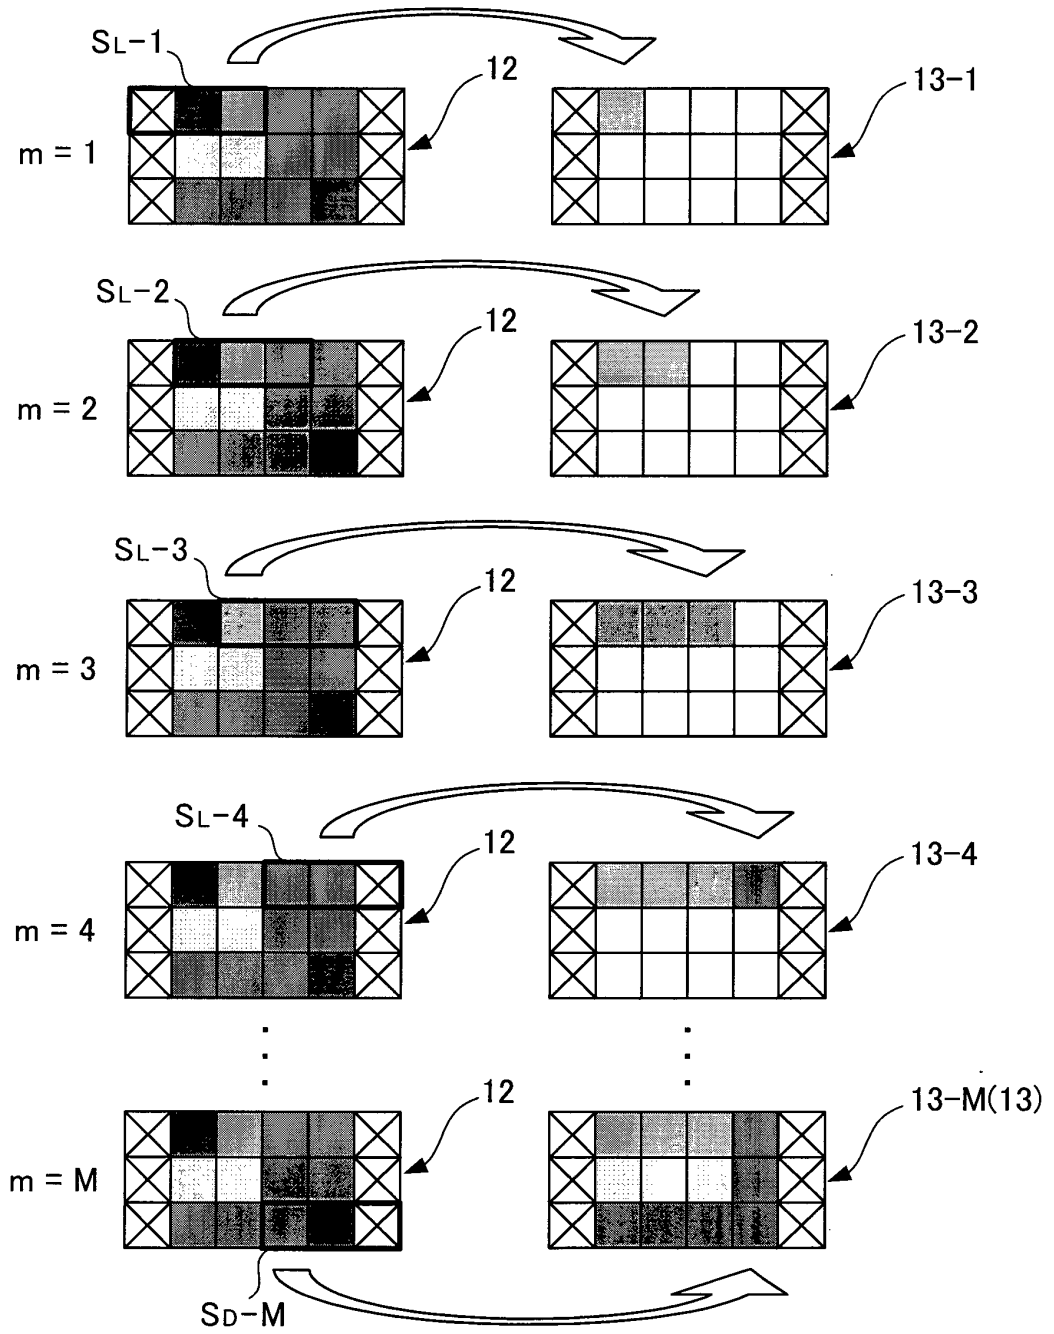 SL-1
12
13-1
m = 1
SL-2
12
13-2
m = 2
SL-3
12
13-3
m = 3
SL-4
12
13-4
m = 4
12
13-M(13)
m = M
SD-M